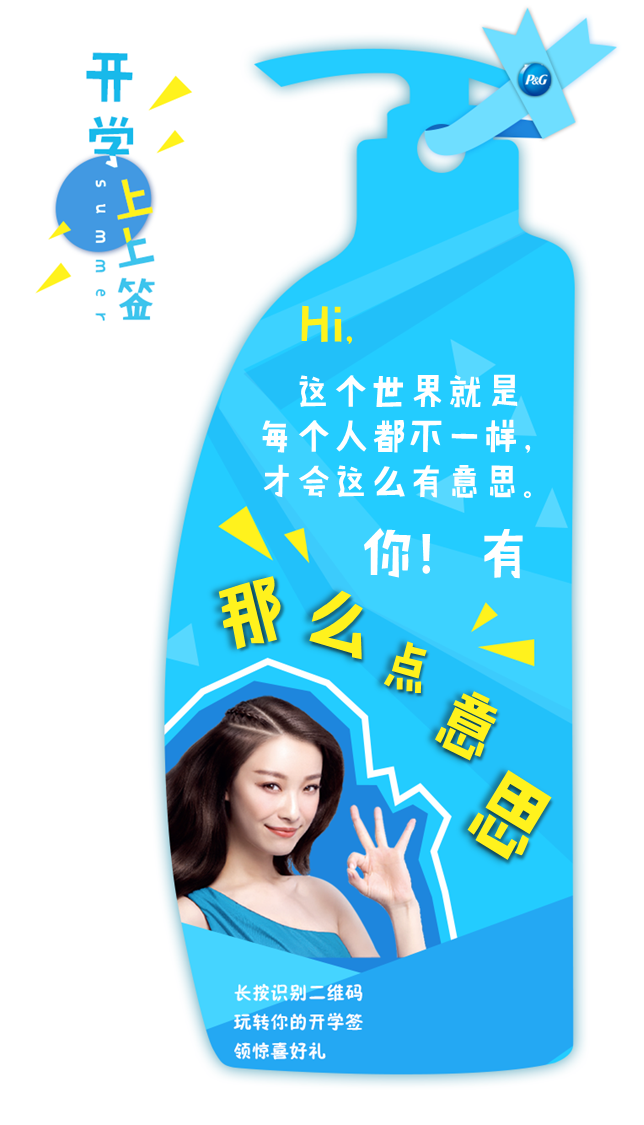 开学
上上签
summer
P&G
Hi,
这个世界就是
每个人都不一样,
才会这么有意思。
你! 有
那么点意思
长按识别二维码
玩转你的开学签
领惊喜好礼